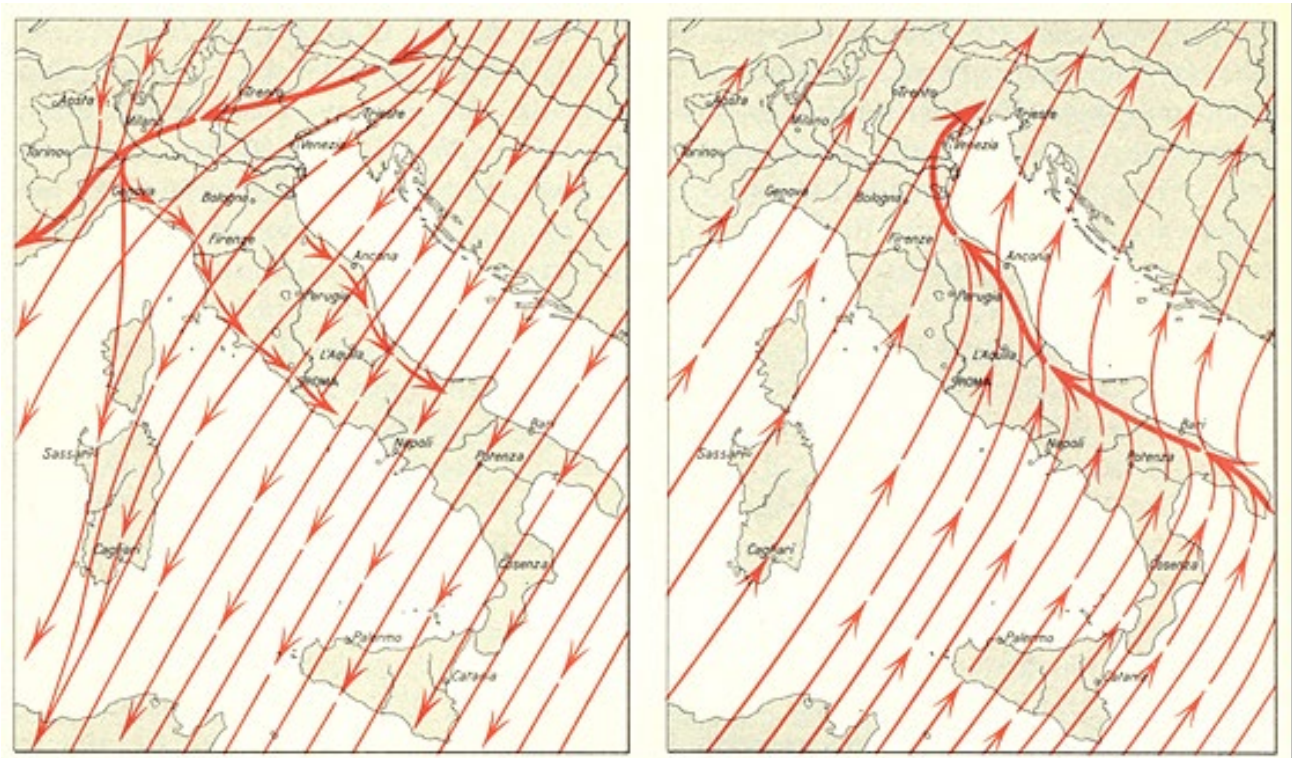 Aosta
Trento
Milano
Trieste
Torino
Venezia
Genova
Bologna
Firenze
Ancona
Perugia
L'Aquila
ROMA
Bari
Sassari
Napoli
Potenza
Cagliari
Cosenza
Palermo
Catania
Aosta
Trento
Milano
Trieste
Torino
Venezia
Genova
Bologna
Firenze
Ancona
Perugia
L'Aquila
ROMA
Bari
Sassari
Napoli
Potenza
Cagliari
Cosenza
Palermo
Catania